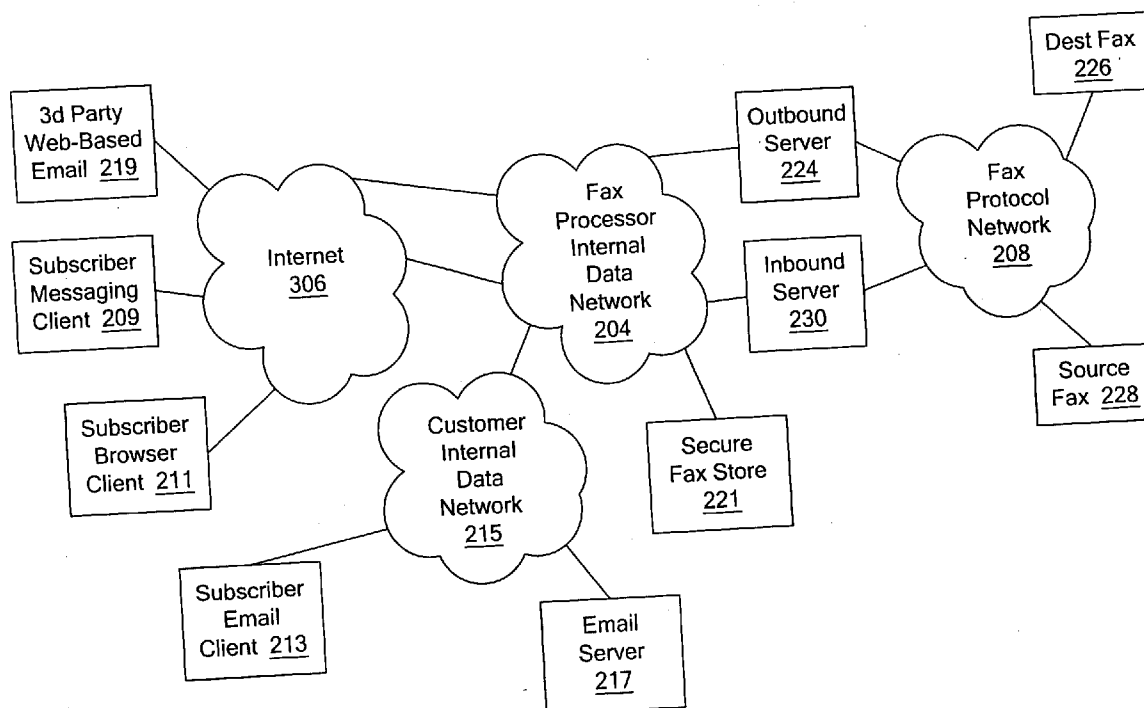 Dest Fax
226
3d Party
Web-Based
Email 219
Outbound
Server
224
Fax
Protocol
Network
208
Fax
Processor
Internal
Data
Network
204
Internet
306
Subscriber
Messaging
Client 209
Inbound
Server
230
Source
Fax 228
Subscriber
Browser
Client 211
Customer
Internal
Data
Network
215
Secure
Fax Store
221
Subscriber
Email
Client 213
Email
Server
217